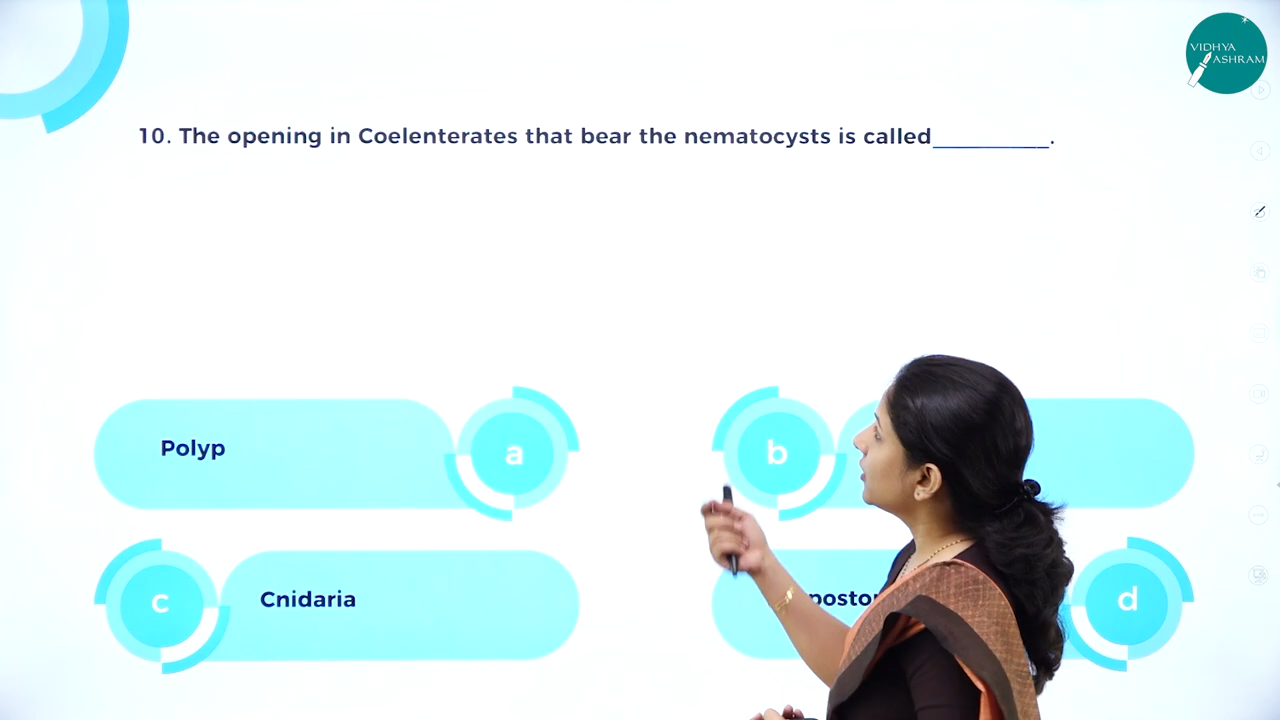 VIDHYA
ASHRAM
10. The opening in Coelenterates that bear the nematocysts is called__________.
Polyp
a
b
c
Cnidaria
d